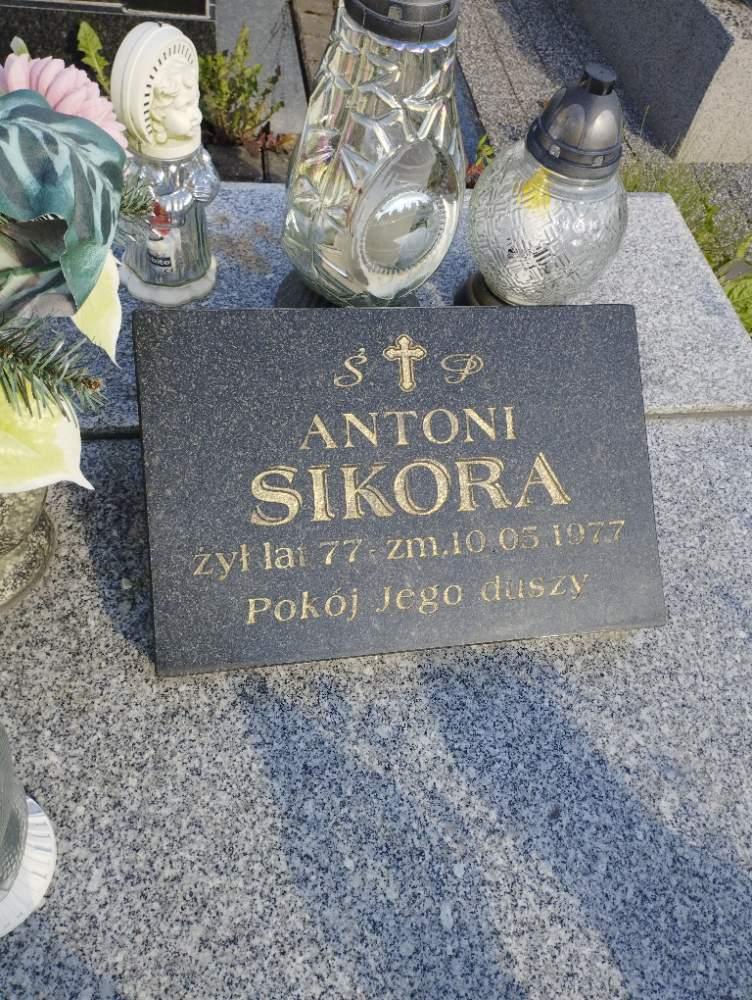 Ś P
ANTONI
SIKORA
żył lat 77 - zm. 10.05.1977
Pokój Jego duszy